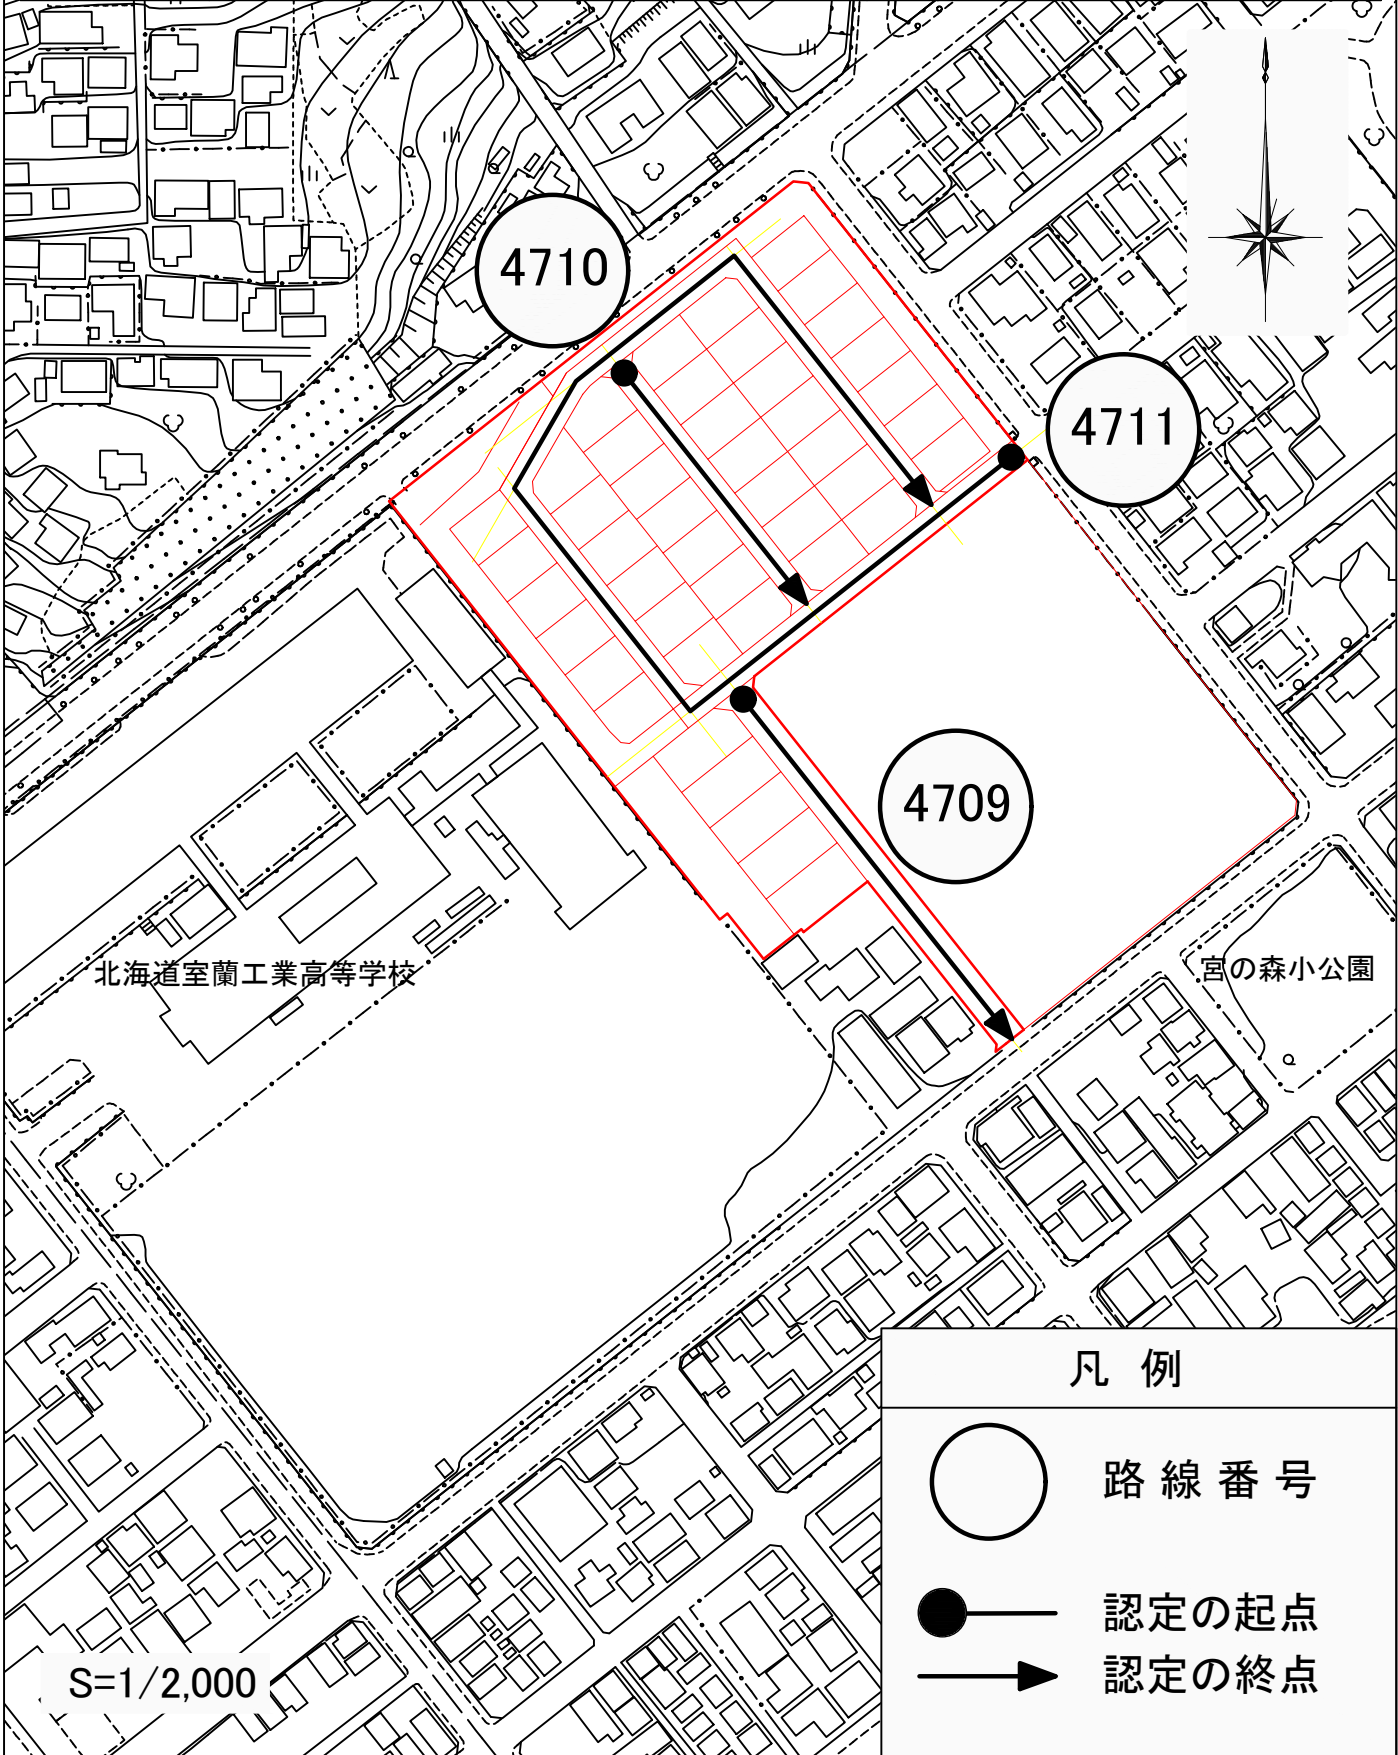 4710
4711
4709
北海道室蘭工業高等学校
宮の森小公園
凡例
路線番号
認定の起点
認定の終点
S=1/2,000